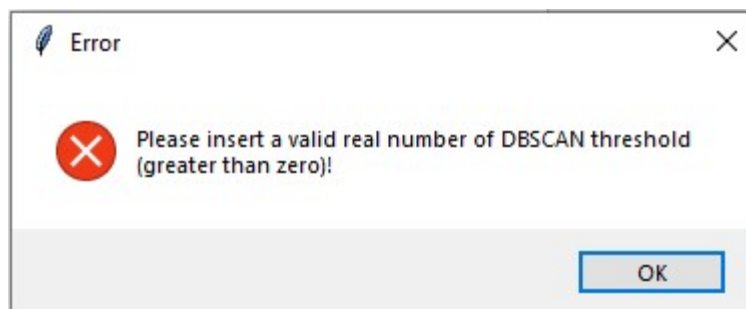 Error
Please insert a valid real number of DBSCAN threshold
(greater than zero)!
OK